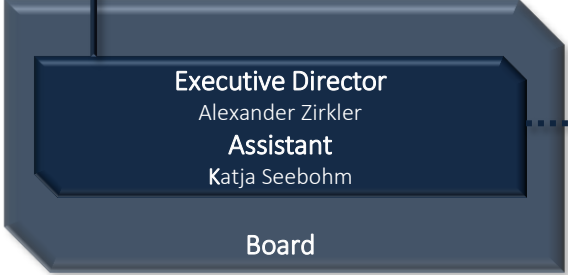 Executive Director
Alexander Zirkler
Assistant
Katja Seebohm
Board